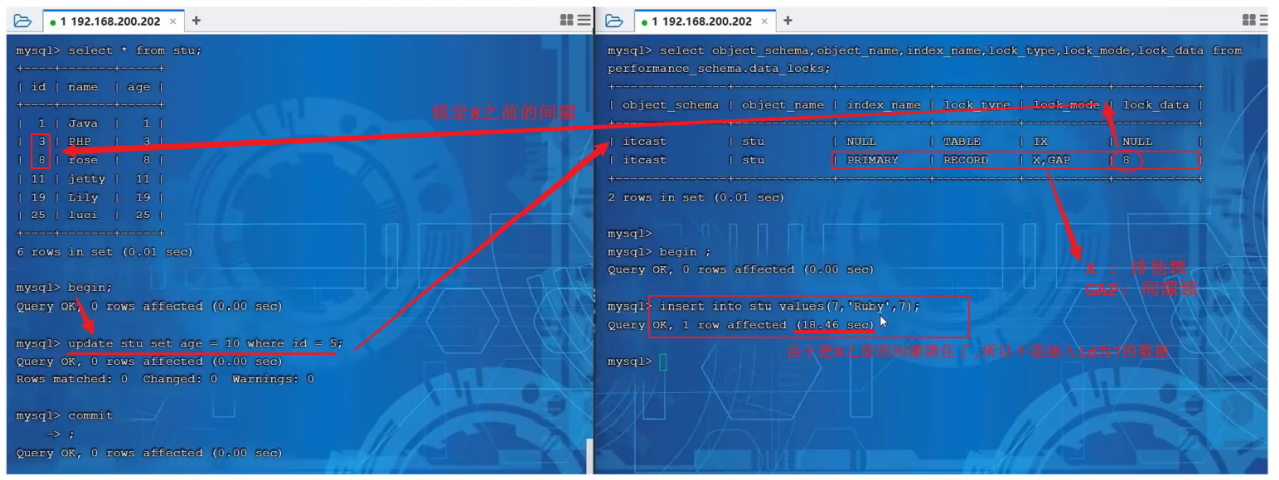 1 192.168.200.202 × +
mysql> select * from stu;
+----+-------+-----+
| id | name | age |
+----+-------+-----+
| 1 | Java | 1 |
| 3 | PHP | 3 |
| 8 | rose | 8 |
| 11 | jetty | 11 |
| 19 | Lily | 19 |
| 25 | luci | 25 |
+----+-------+-----+
6 rows in set (0.01 sec)
mysql> begin;
Query OK, 0 rows affected (0.00 sec)
mysql> update stu set age = 10 where id = 5;
Query OK, 0 rows affected (0.00 sec)
Rows matched: 0 Changed: 0 Warnings: 0
mysql> commit
-> ;
Query OK, 0 rows affected (0.00 sec)
锁定8之前的间隙
1 192.168.200.202 × +
mysql> select object_schema,object_name,index_name,lock_type,lock_mode,lock_data from
performance_schema.data_locks;
+---------------+-------------+------------+-----------+-----------+-----------+
| object_schema | object_name | index_name | lock_type | lock_mode | lock_data |
+---------------+-------------+------------+-----------+-----------+-----------+
| itcast | stu | NULL | TABLE | IX | NULL |
| itcast | stu | PRIMARY | RECORD | X,GAP | 8 |
+---------------+-------------+------------+-----------+-----------+-----------+
2 rows in set (0.01 sec)
mysql>
mysql> begin ;
Query OK, 0 rows affected (0.00 sec)
X : 排他锁
GAP: 间隙锁
mysql> insert into stu values(7,'Ruby',7);
Query OK, 1 row affected (18.46 sec)
由于把8之前的间隙锁住了,所以不能插入id为7的数据
mysql>